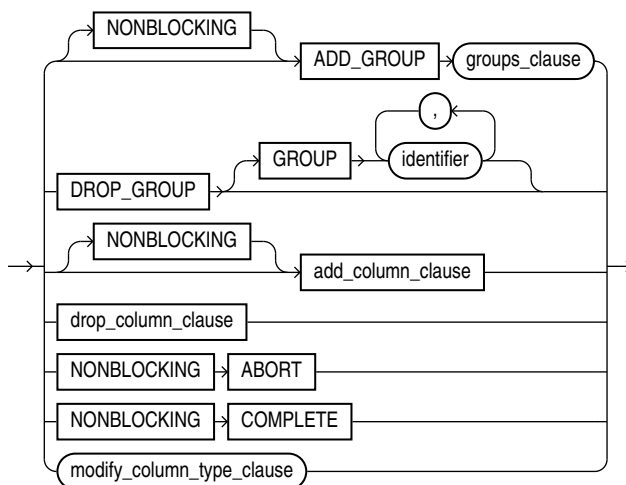 NONBLOCKING
ADD_GROUP groups_clause
,
GROUP identifier
DROP_GROUP
NONBLOCKING
add_column_clause
drop_column_clause
NONBLOCKING ABORT
NONBLOCKING COMPLETE
modify_column_type_clause